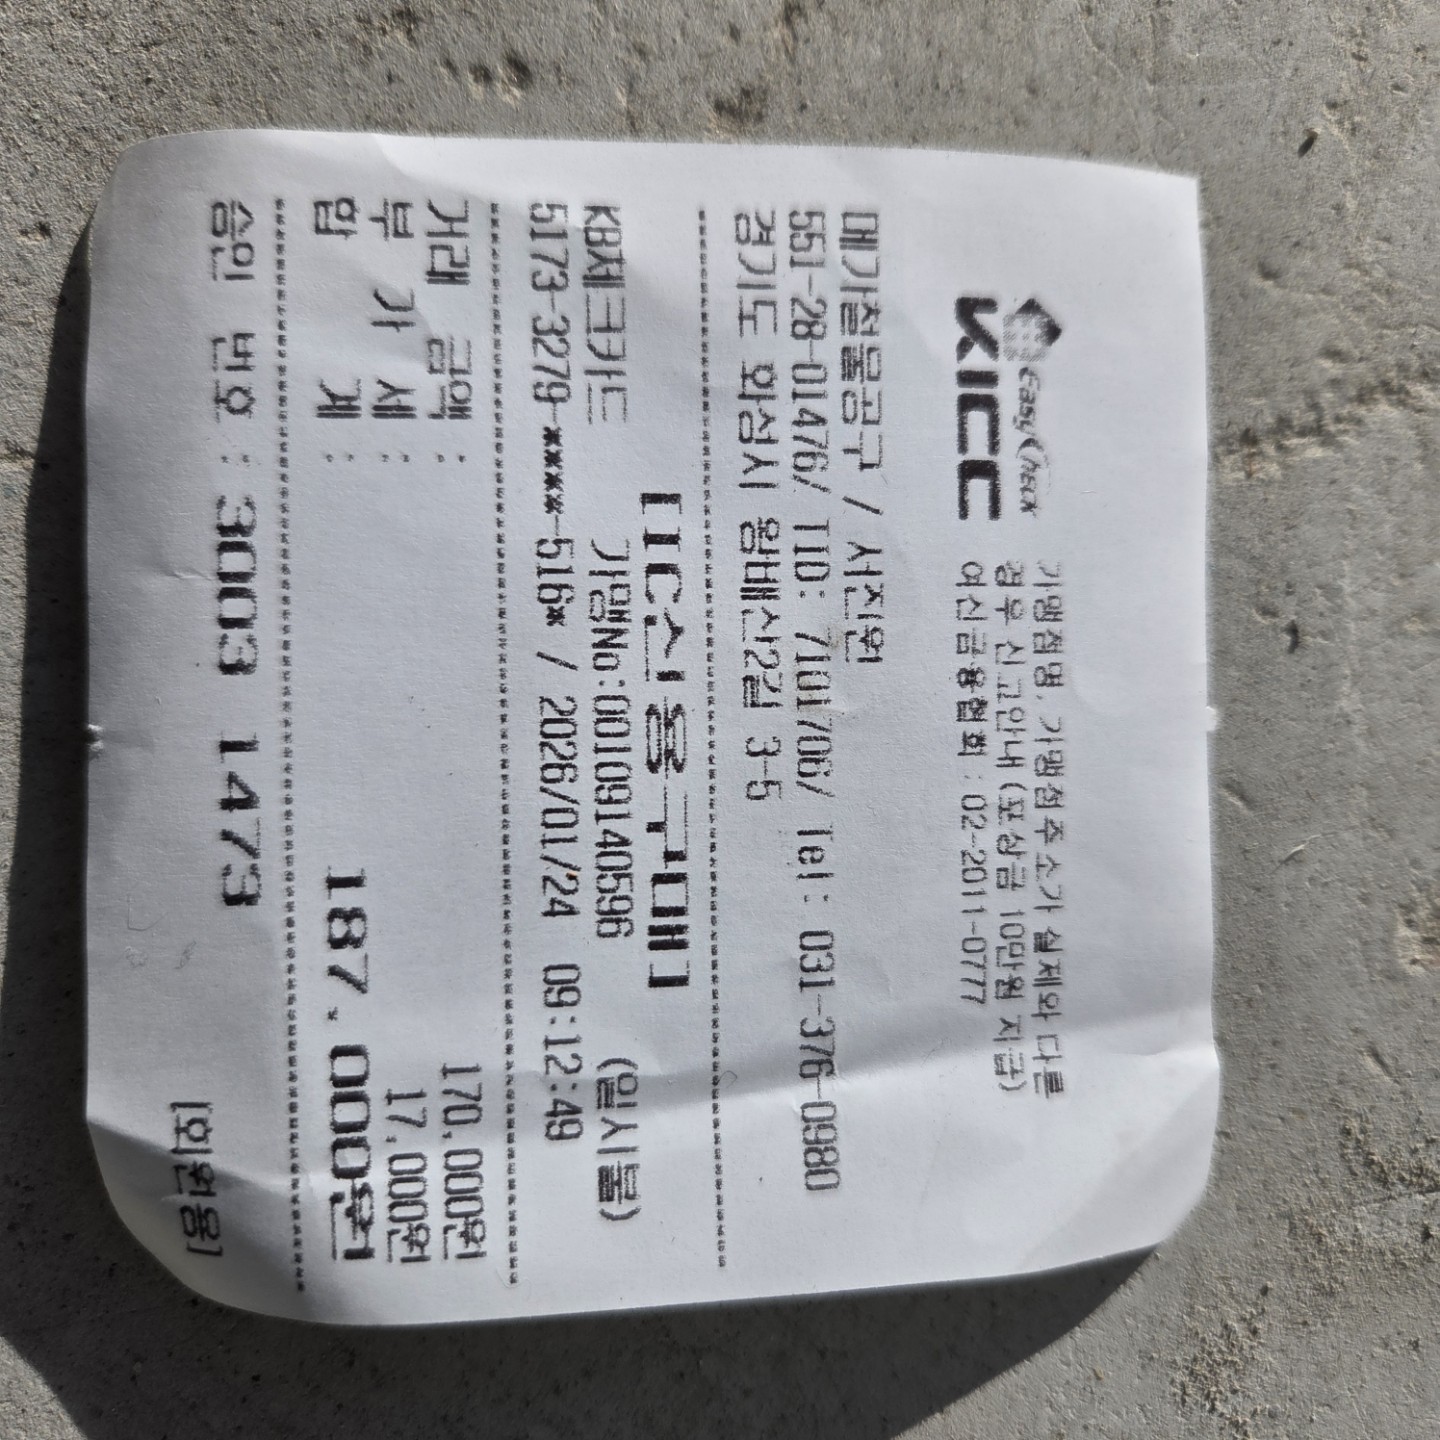 EasyCheck
KICC
가맹점명, 가맹점주소가 실제와 다른
경우 신고안내 (포상금 10만원 지급)
여신금융협회 : 02-2011-0777
메가철물공구 / 서진원
551-28-01476/ TID: 7101706/ Tel: 031-376-0980
경기도 화성시 왕배산2길 3-5
[IC신용구매]
KB체크카드 가맹No:00109140596 (일시불)
5173-3279-****-516* / 2026/01/24 09:12:49
거래 금액 : 170,000원
부 가 세 : 17,000원
합 계 : 187,000원
승인 번호 : 3003 1473
[회원용]